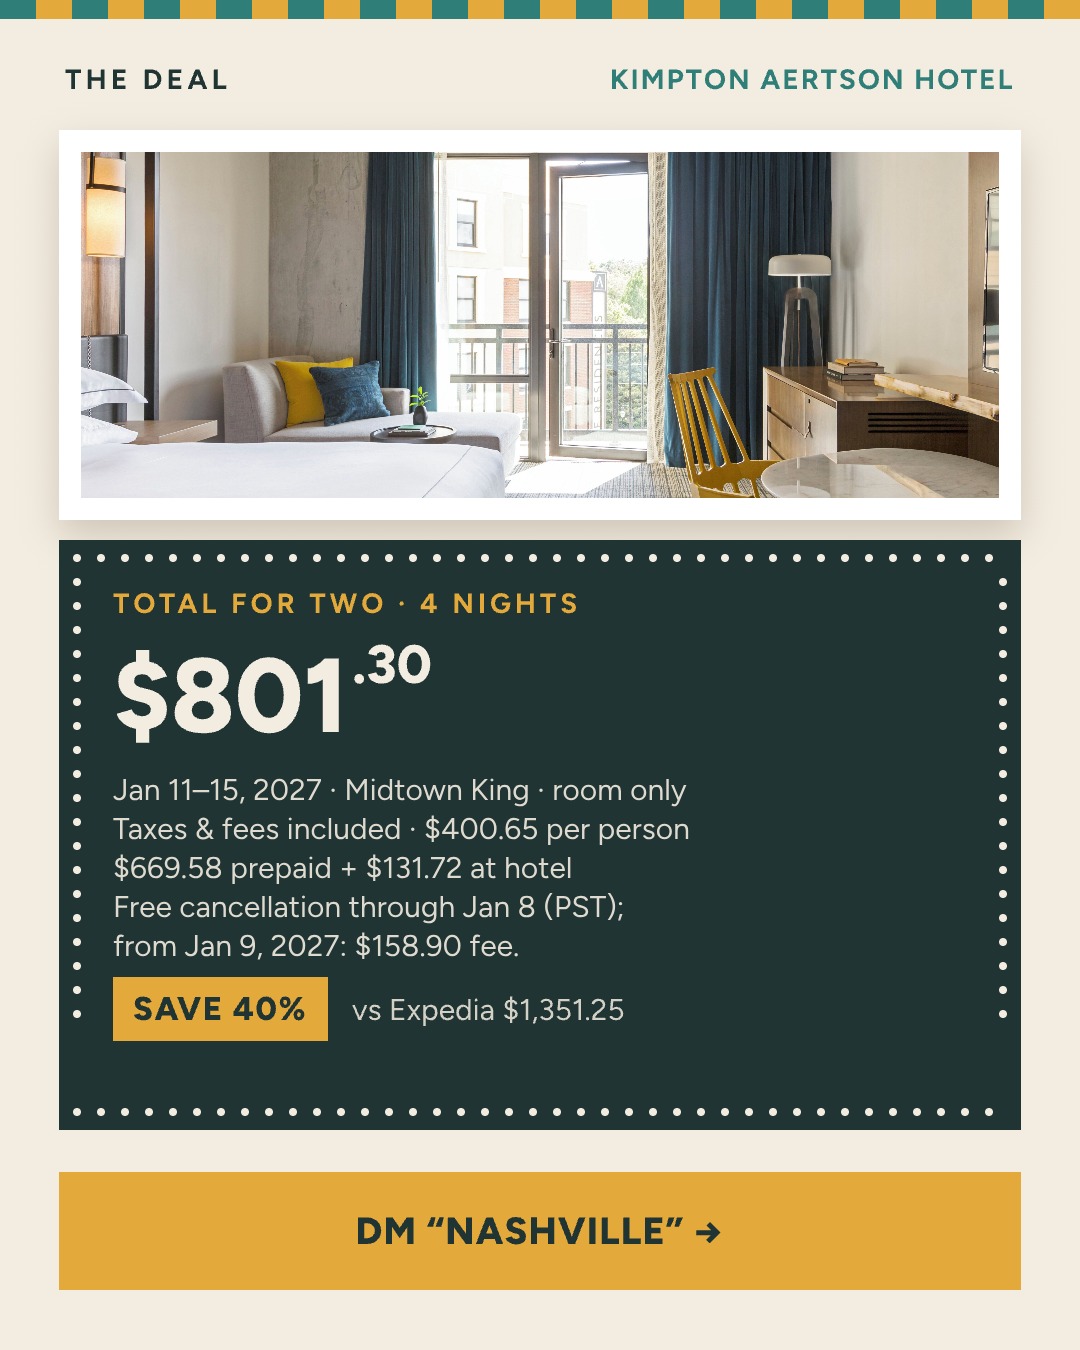 THE DEAL
KIMPTON AERTSON HOTEL
TOTAL FOR TWO · 4 NIGHTS
$801.30
Jan 11–15, 2027 · Midtown King · room only
Taxes & fees included · $400.65 per person
$669.58 prepaid + $131.72 at hotel
Free cancellation through Jan 8 (PST);
from Jan 9, 2027: $158.90 fee.
SAVE 40% vs Expedia $1,351.25
DM “NASHVILLE” →